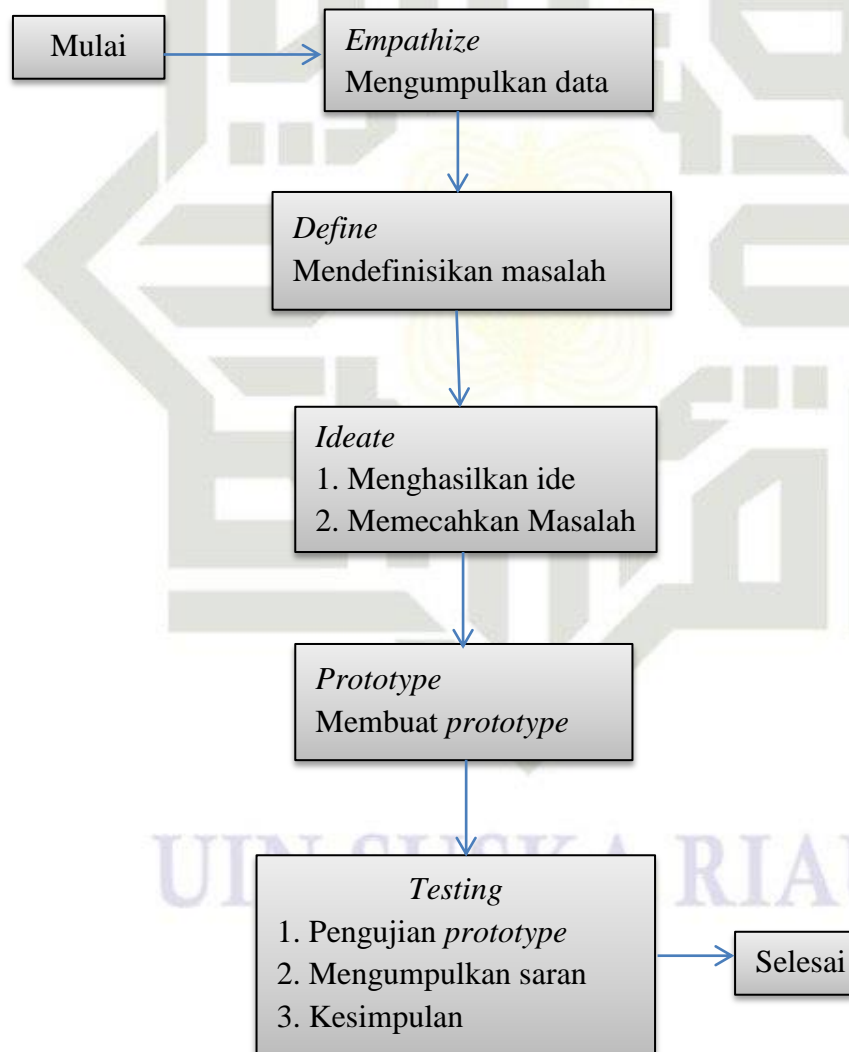 Mulai
Empathize
Mengumpulkan data
Define
Mendefinisikan masalah
Ideate
1. Menghasilkan ide
2. Memecahkan Masalah
Prototype
Membuat prototype
UIN SUSKA RIAU
Testing
1. Pengujian prototype
2. Mengumpulkan saran
3. Kesimpulan
Selesai